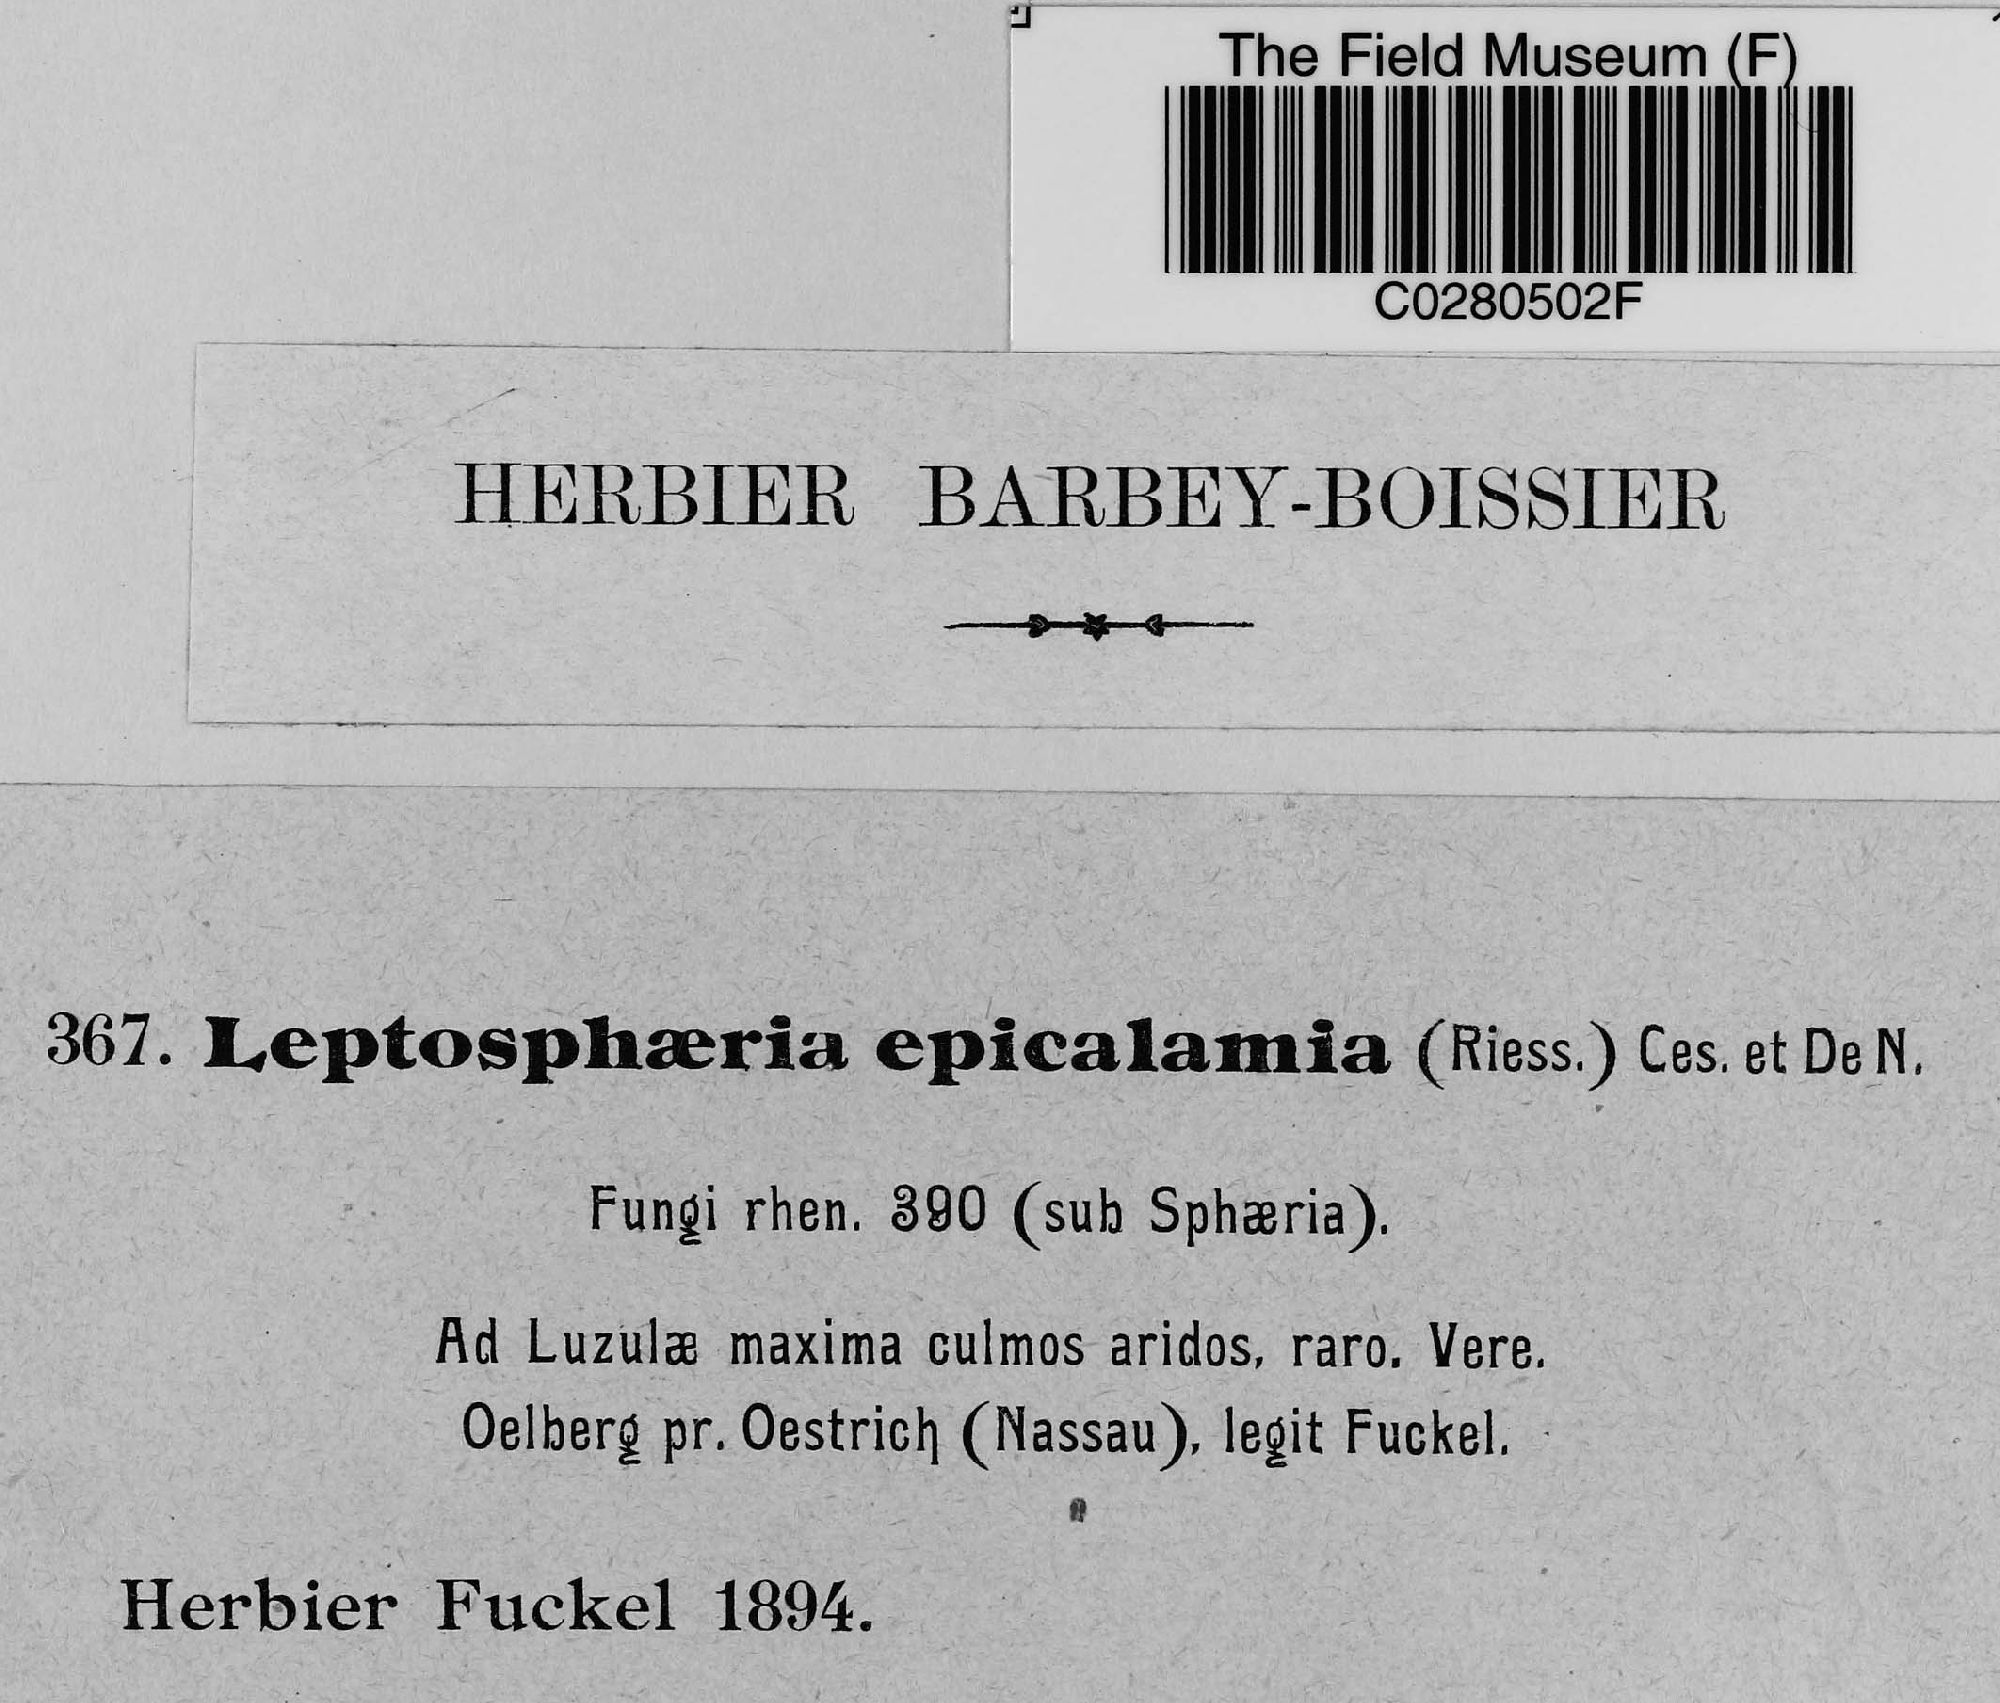 The Field Museum (F)
C0280502F
HERBIER BARBEY-BOISSIER
367. Leptosphæria epicalamia (Riess.) Ces. et De N.
Fungi rhen. 390 (sub Sphæria).
Ad Luzulæ maxima culmos aridos, raro. Vere.
Oelberg pr. Oestrich (Nassau), legit Fuckel.
Herbier Fuckel 1894.